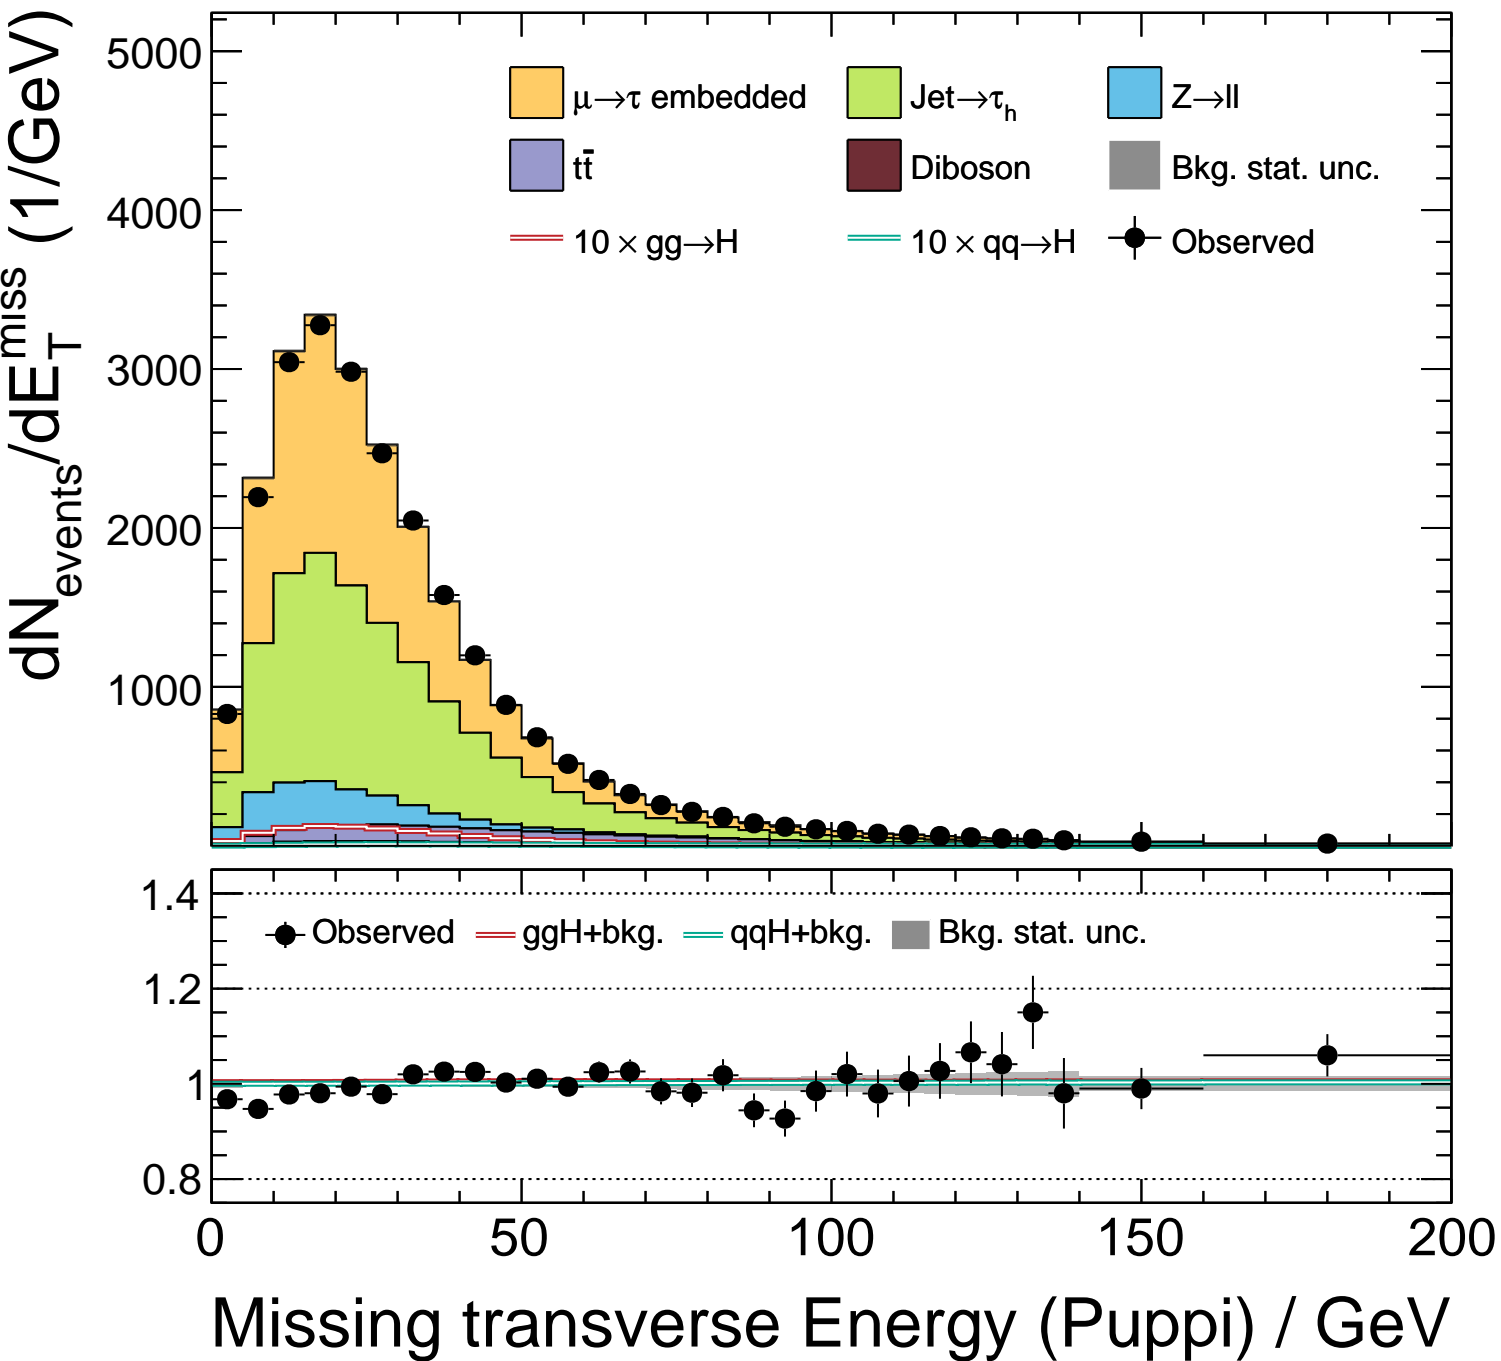 dN_events/dE_T^miss (1/GeV)
5000
4000
3000
2000
1000
μ→τ embedded
Jet→τ_h
Z→ll
tt̄
Diboson
Bkg. stat. unc.
10 × gg→H
10 × qq→H
Observed
1.4
1.2
1
0.8
Observed
ggH+bkg.
qqH+bkg.
Bkg. stat. unc.
0 50 100 150 200
Missing transverse Energy (Puppi) / GeV